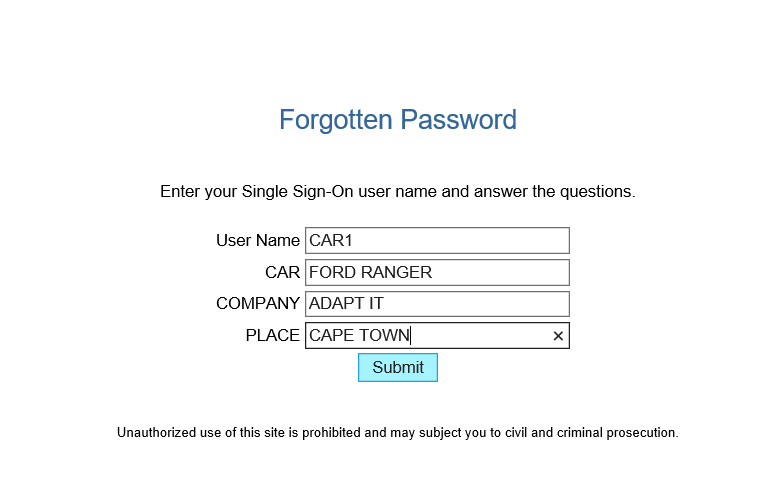 Forgotten Password
Enter your Single Sign-On user name and answer the questions.
User Name CAR1
CAR FORD RANGER
COMPANY ADAPT IT
PLACE CAPE TOWN ×
Submit
Unauthorized use of this site is prohibited and may subject you to civil and criminal prosecution.